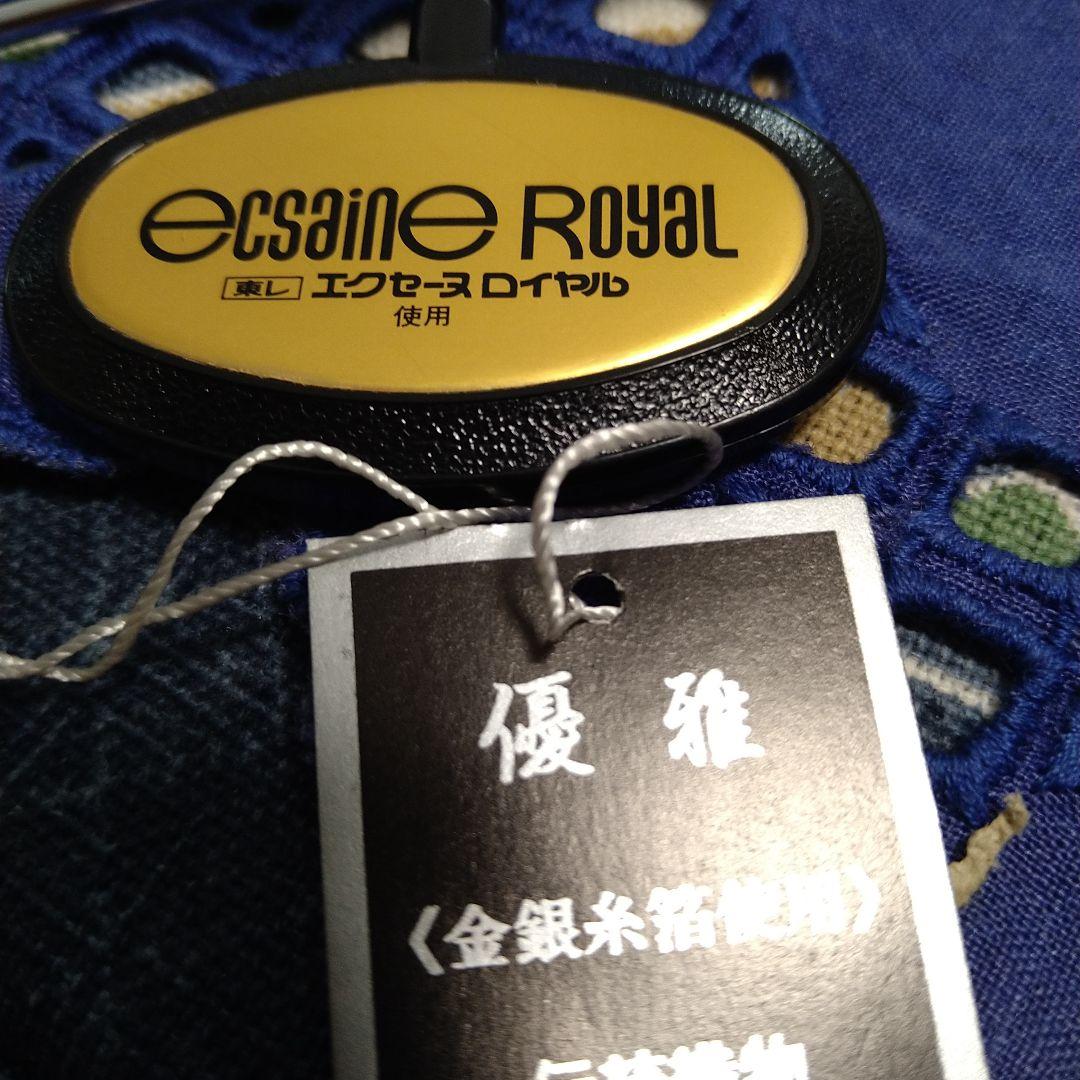 ecsaine Royal
東レ エクセーヌ ロイヤル
使用
優雅
〈金銀糸箔使用〉